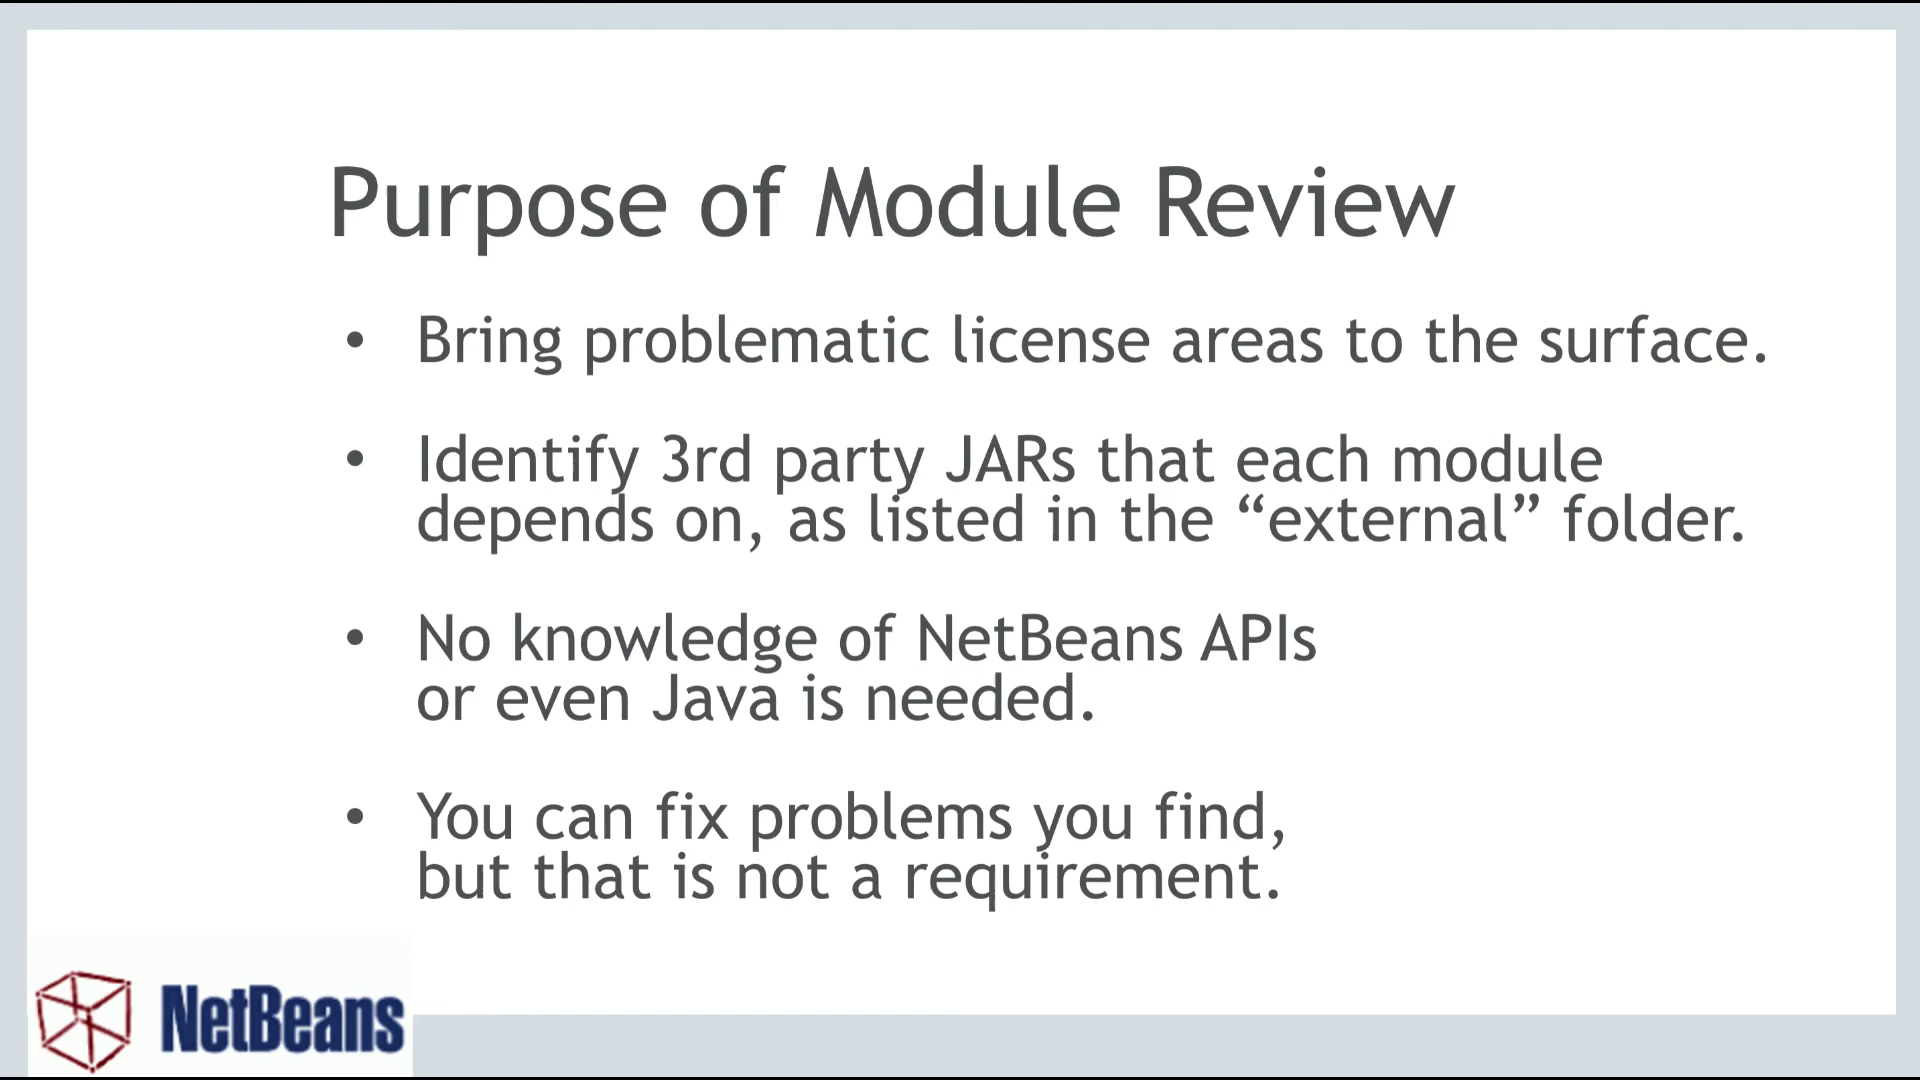 Purpose of Module Review
• Bring problematic license areas to the surface.
• Identify 3rd party JARs that each module
depends on, as listed in the “external” folder.
• No knowledge of NetBeans APIs
or even Java is needed.
• You can fix problems you find,
but that is not a requirement.
NetBeans